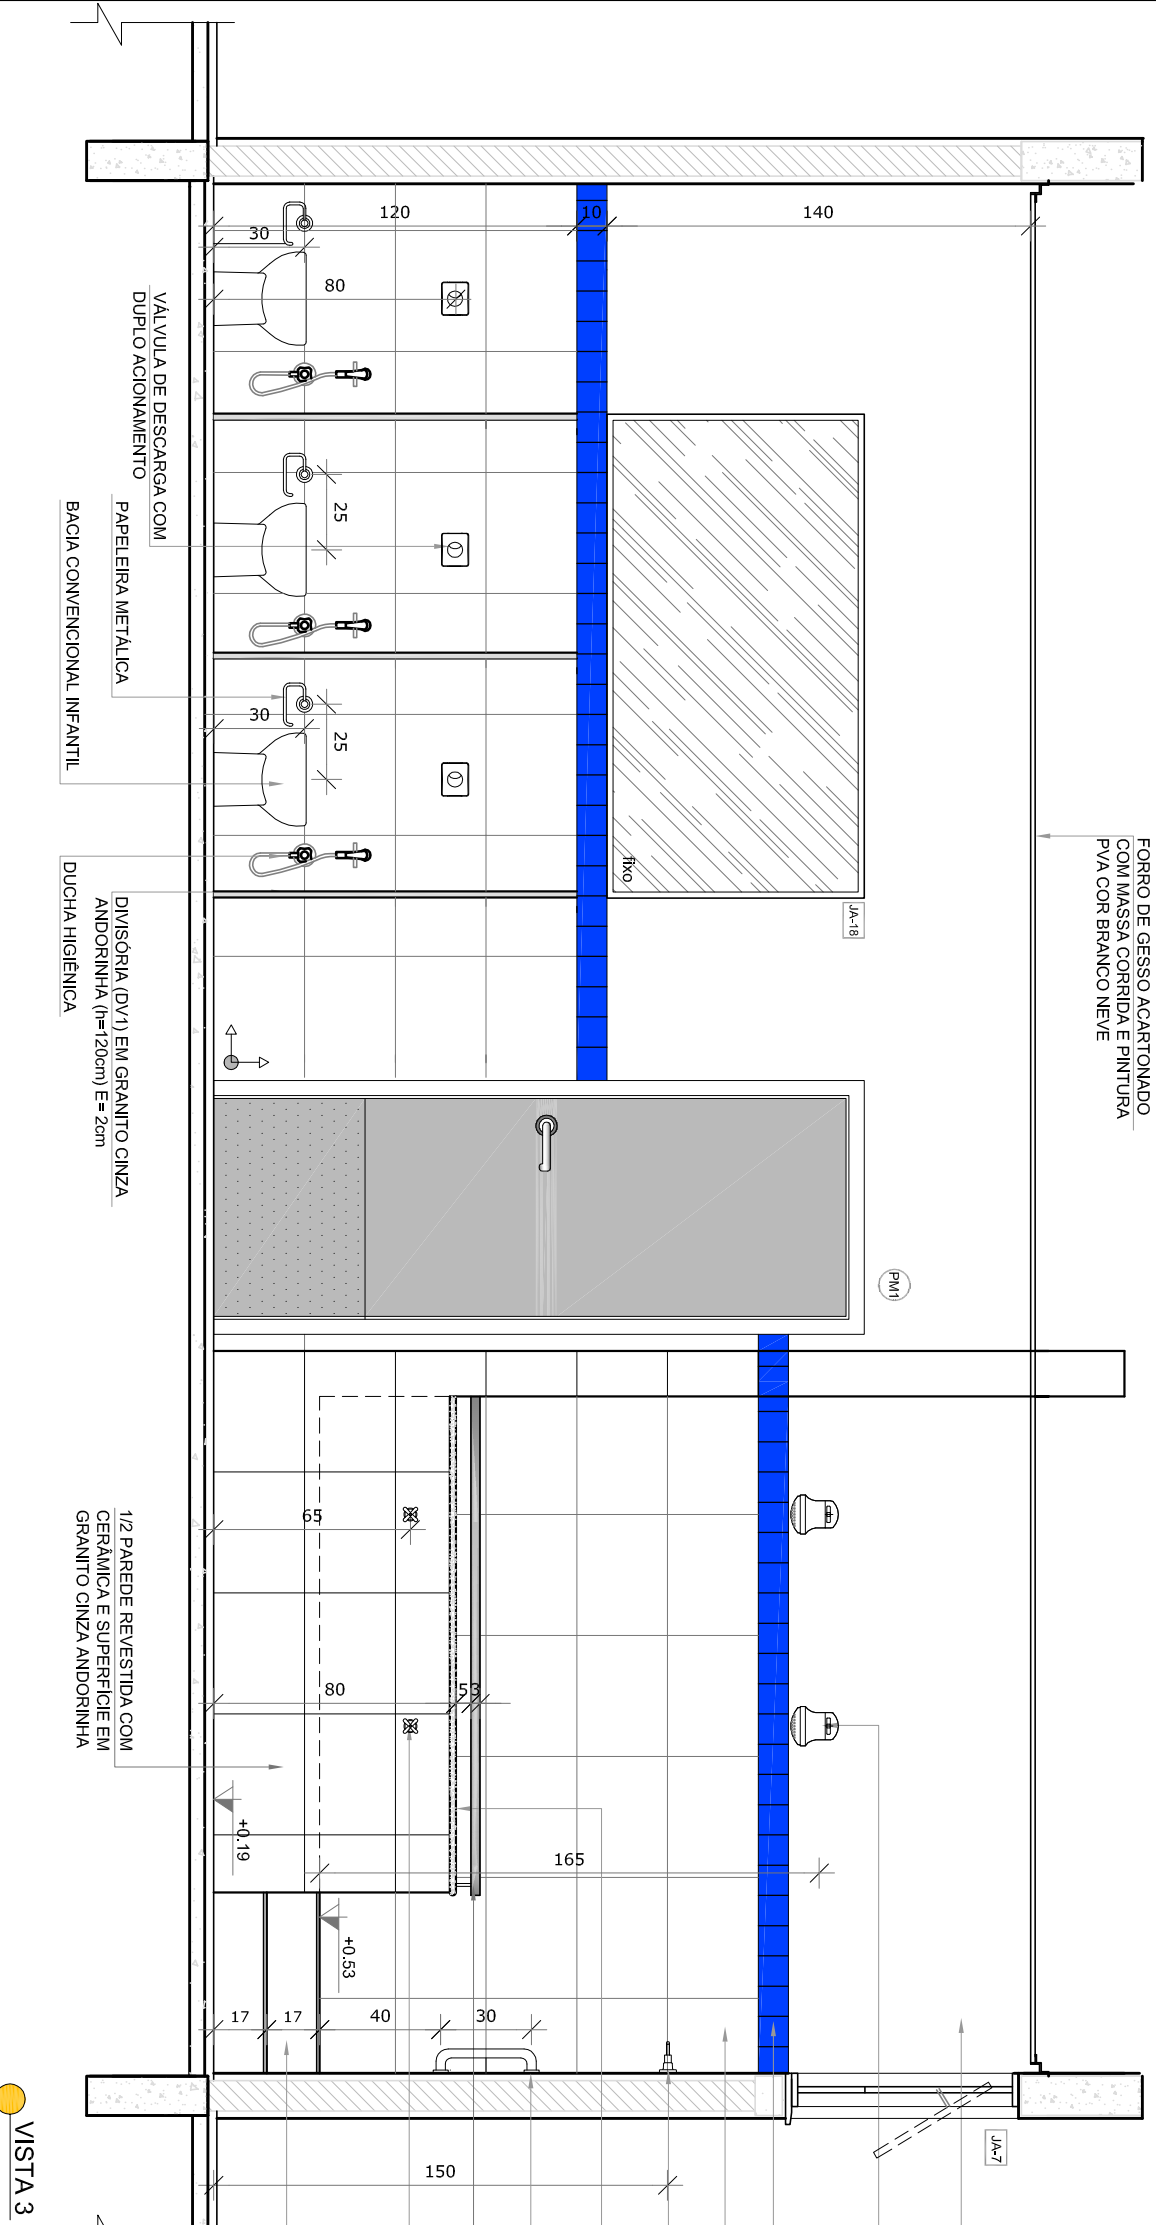 FORRO DE GESSO ACARTONADO
COM MASSA CORRIDA E PINTURA
PVA COR BRANCO NEVE
JA-18
fixo
PM1
JA-7
140
10
120
30
80
25
30
25
65
80
53
165
+0.19
+0.53
17
17
40
30
150
VÁLVULA DE DESCARGA COM
DUPLO ACIONAMENTO
PAPELEIRA METÁLICA
BACIA CONVENCIONAL INFANTIL
DIVISÓRIA (DV1) EM GRANITO CINZA
ANDORINHA (h=120cm) E= 2cm
DUCHA HIGIÊNICA
1/2 PAREDE REVESTIDA COM
CERÂMICA E SUPERFÍCIE EM
GRANITO CINZA ANDORINHA
VISTA 3